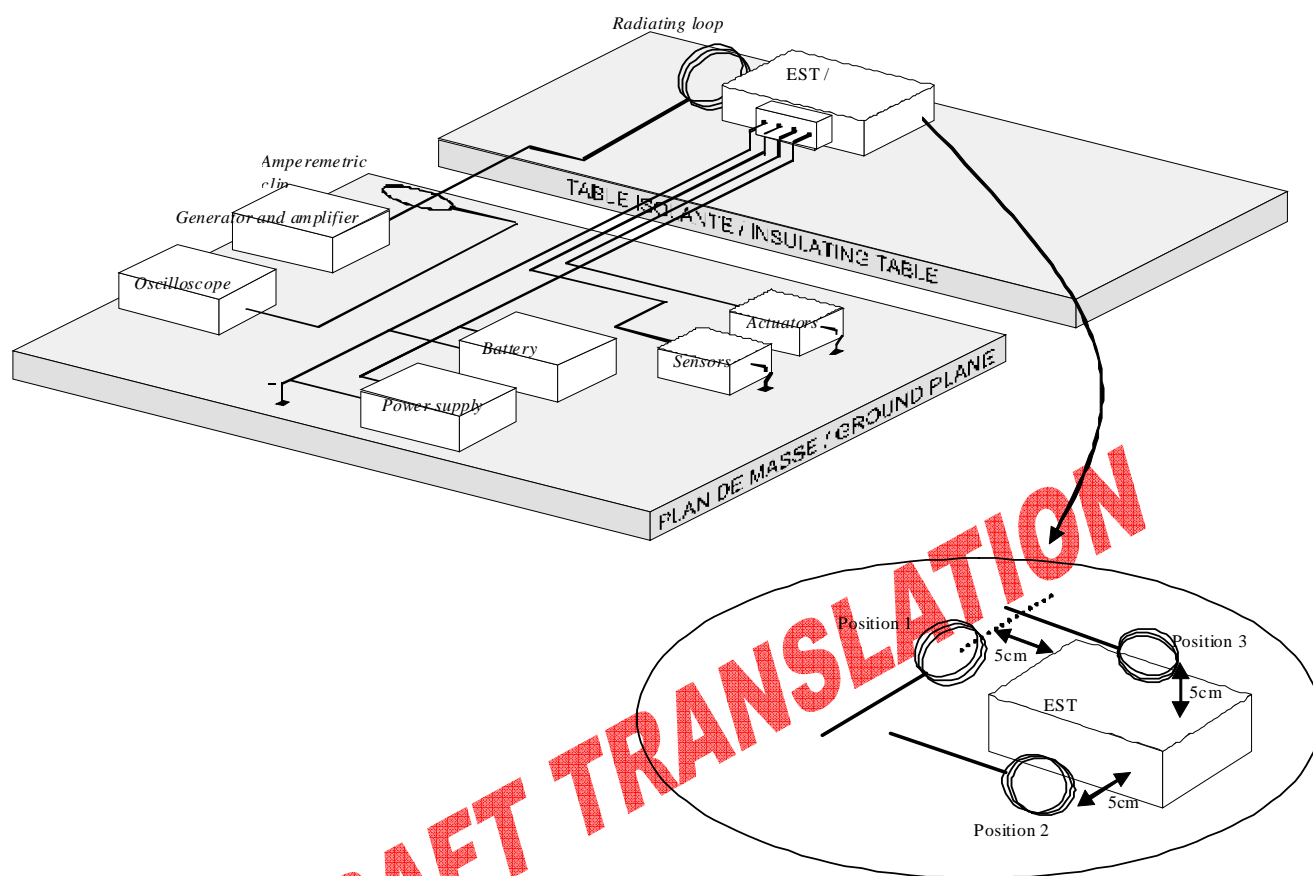 Radiating loop
EST /
Amperemetric
Generator and amplifier
Oscilloscope
TABLE ISOLANTE / INSULATING TABLE
Actuators
Battery
Sensors
Power supply
PLAN DE MASSE / GROUND PLANE
Position 1
5cm
Position 3
5cm
EST
5cm
Position 2
TRANSLATION